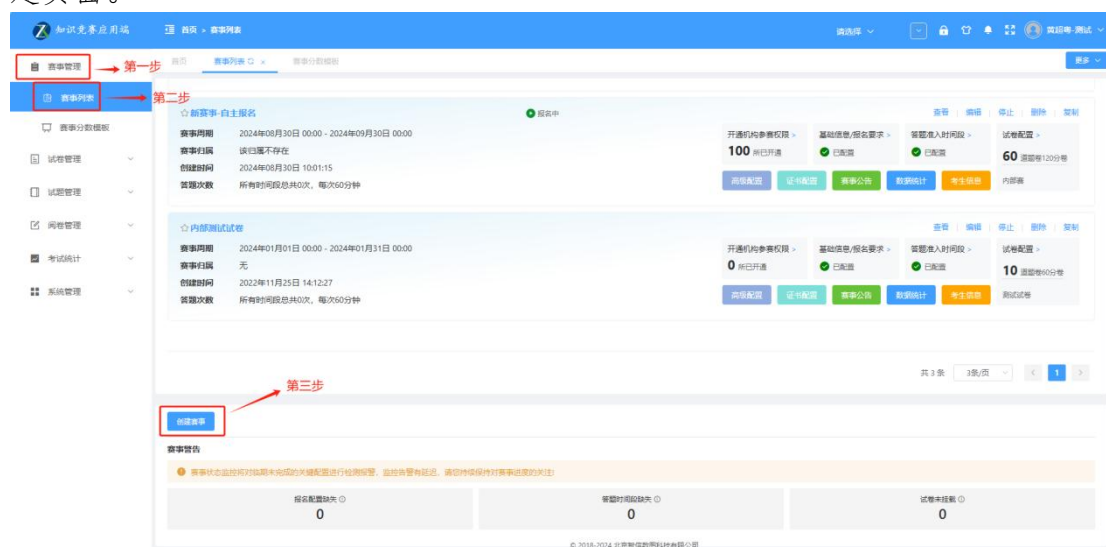 建页面。
知识竞赛应用端
首页 > 赛事列表
请选择
黄超粤-测试
赛事管理
第一步
首页
赛事列表
赛事分数模版
更多
赛事列表
第二步
赛事分数模版
试卷管理
试题管理
阅卷管理
考试统计
系统管理
☆新赛事-自主报名
报名中
查看 编辑 停止 删除 复制
赛事周期 2024年08月30日 00:00 - 2024年09月30日 00:00
赛事归属 该归属不存在
创建时间 2024年08月30日 10:01:15
答题次数 所有时间段总共0次，每次60分钟
开通机构参赛权限 > 基础信息/报名要求 > 答题准入时间段 > 试卷配置 >
100 所已开通 已配置 已配置 60 道题卷120分卷
高级配置 证书配置 赛事公告 数据统计 考生信息 内部赛
☆内部测试试卷
查看 编辑 停止 删除 复制
赛事周期 2024年01月01日 00:00 - 2024年01月31日 00:00
赛事归属 无
创建时间 2022年11月25日 14:12:27
答题次数 所有时间段总共0次，每次60分钟
开通机构参赛权限 > 基础信息/报名要求 > 答题准入时间段 > 试卷配置 >
0 所已开通 已配置 已配置 10 道题卷60分卷
高级配置 证书配置 赛事公告 数据统计 考生信息 测试试卷
共 3 条 3条/页 1
第三步
创建赛事
赛事警告
赛事状态监控将对临期未完成的关键配置进行检测报警，监控告警有延迟，请您持续保持对赛事进度的关注!
报名配置缺失 答题时间段缺失 试卷未挂载
0 0 0